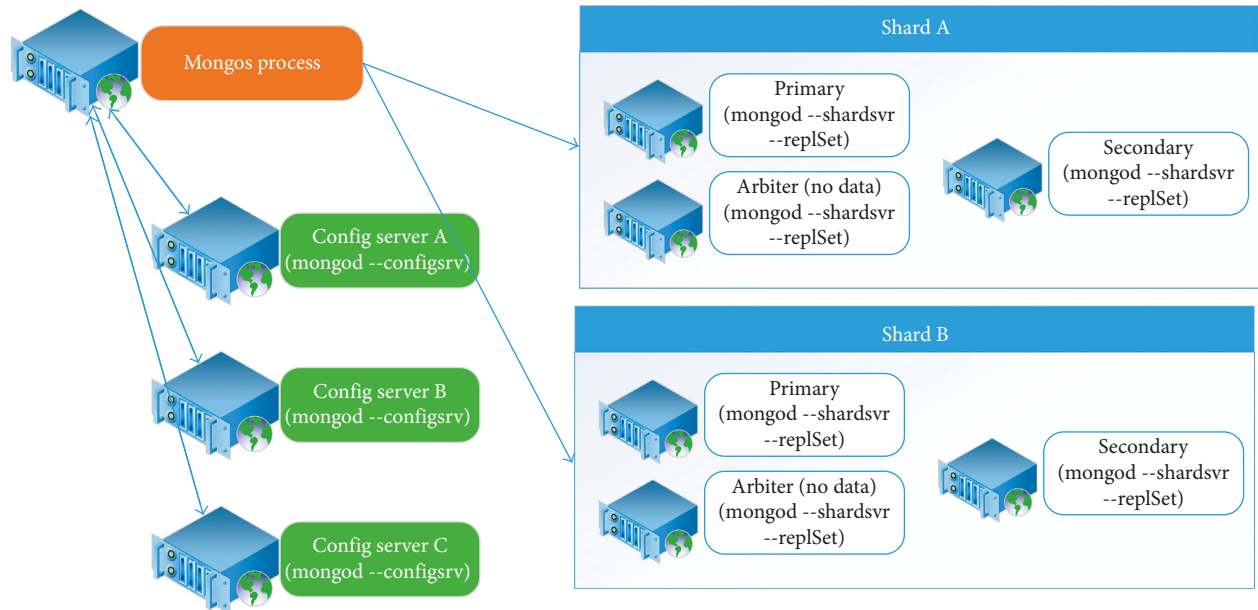 Mongos process
Config server A
(mongod --configsrv)
Config server B
(mongod --configsrv)
Config server C
(mongod --configsrv)
Shard A
Primary
(mongod --shardsvr
--replSet)
Arbiter (no data)
(mongod --shardsvr
--replSet)
Secondary
(mongod --shardsvr
--replSet)
Shard B
Primary
(mongod --shardsvr
--replSet)
Arbiter (no data)
(mongod --shardsvr
--replSet)
Secondary
(mongod --shardsvr
--replSet)